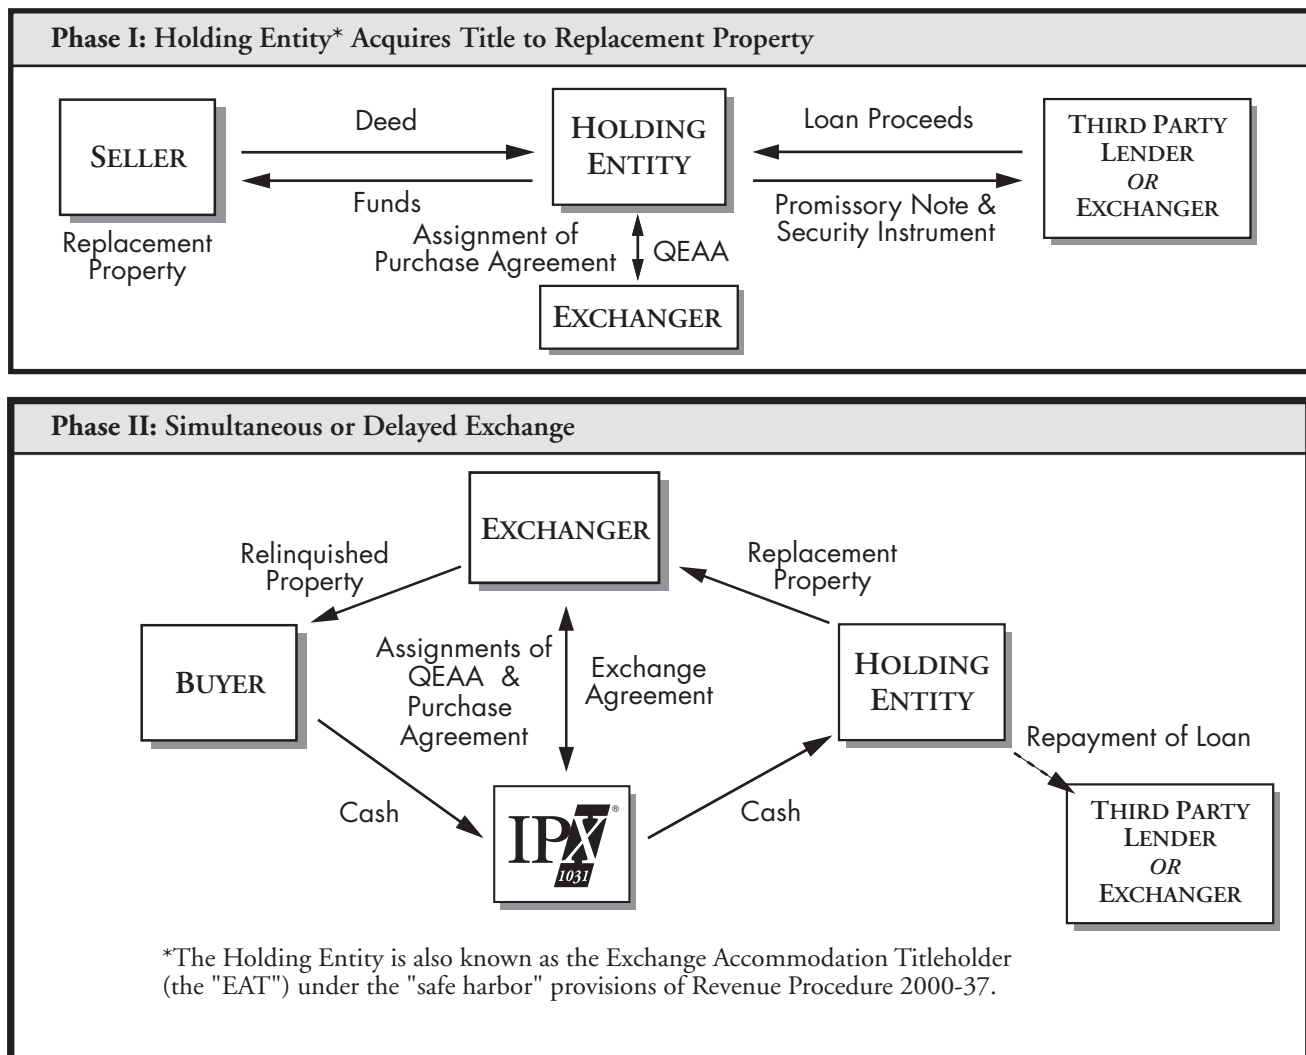 Phase I: Holding Entity* Acquires Title to Replacement Property
SELLER
Replacement
Property
Deed
Funds
HOLDING
ENTITY
Assignment of
Purchase Agreement
QEAA
EXCHANGER
Loan Proceeds
Promissory Note &
Security Instrument
THIRD PARTY
LENDER
OR
EXCHANGER
Phase II: Simultaneous or Delayed Exchange
EXCHANGER
Relinquished
Property
Replacement
Property
BUYER
Assignments of
QEAA &
Purchase
Agreement
Exchange
Agreement
HOLDING
ENTITY
Repayment of Loan
Cash
IPX®
1031
Cash
THIRD PARTY
LENDER
OR
EXCHANGER
*The Holding Entity is also known as the Exchange Accommodation Titleholder
(the "EAT") under the "safe harbor" provisions of Revenue Procedure 2000-37.